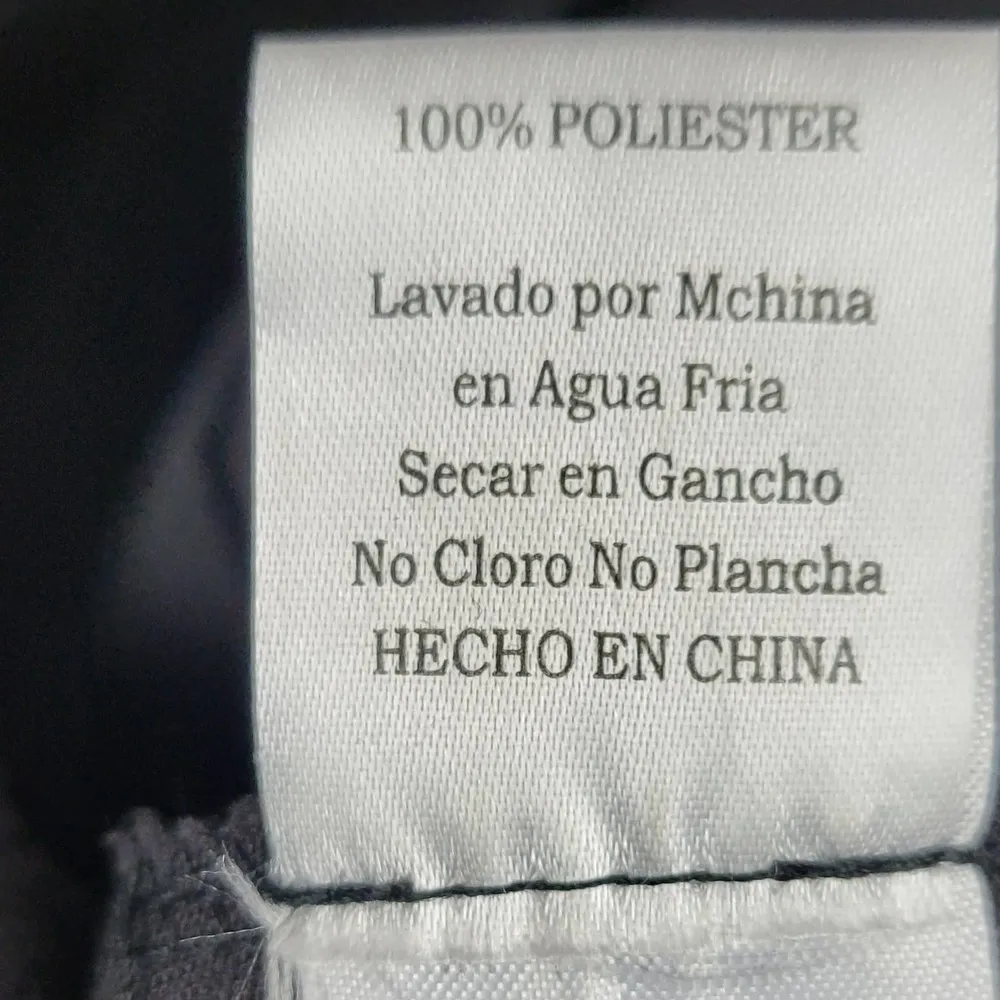 100% POLIESTER
Lavado por Mchina
en Agua Fria
Secar en Gancho
No Cloro No Plancha
HECHO EN CHINA